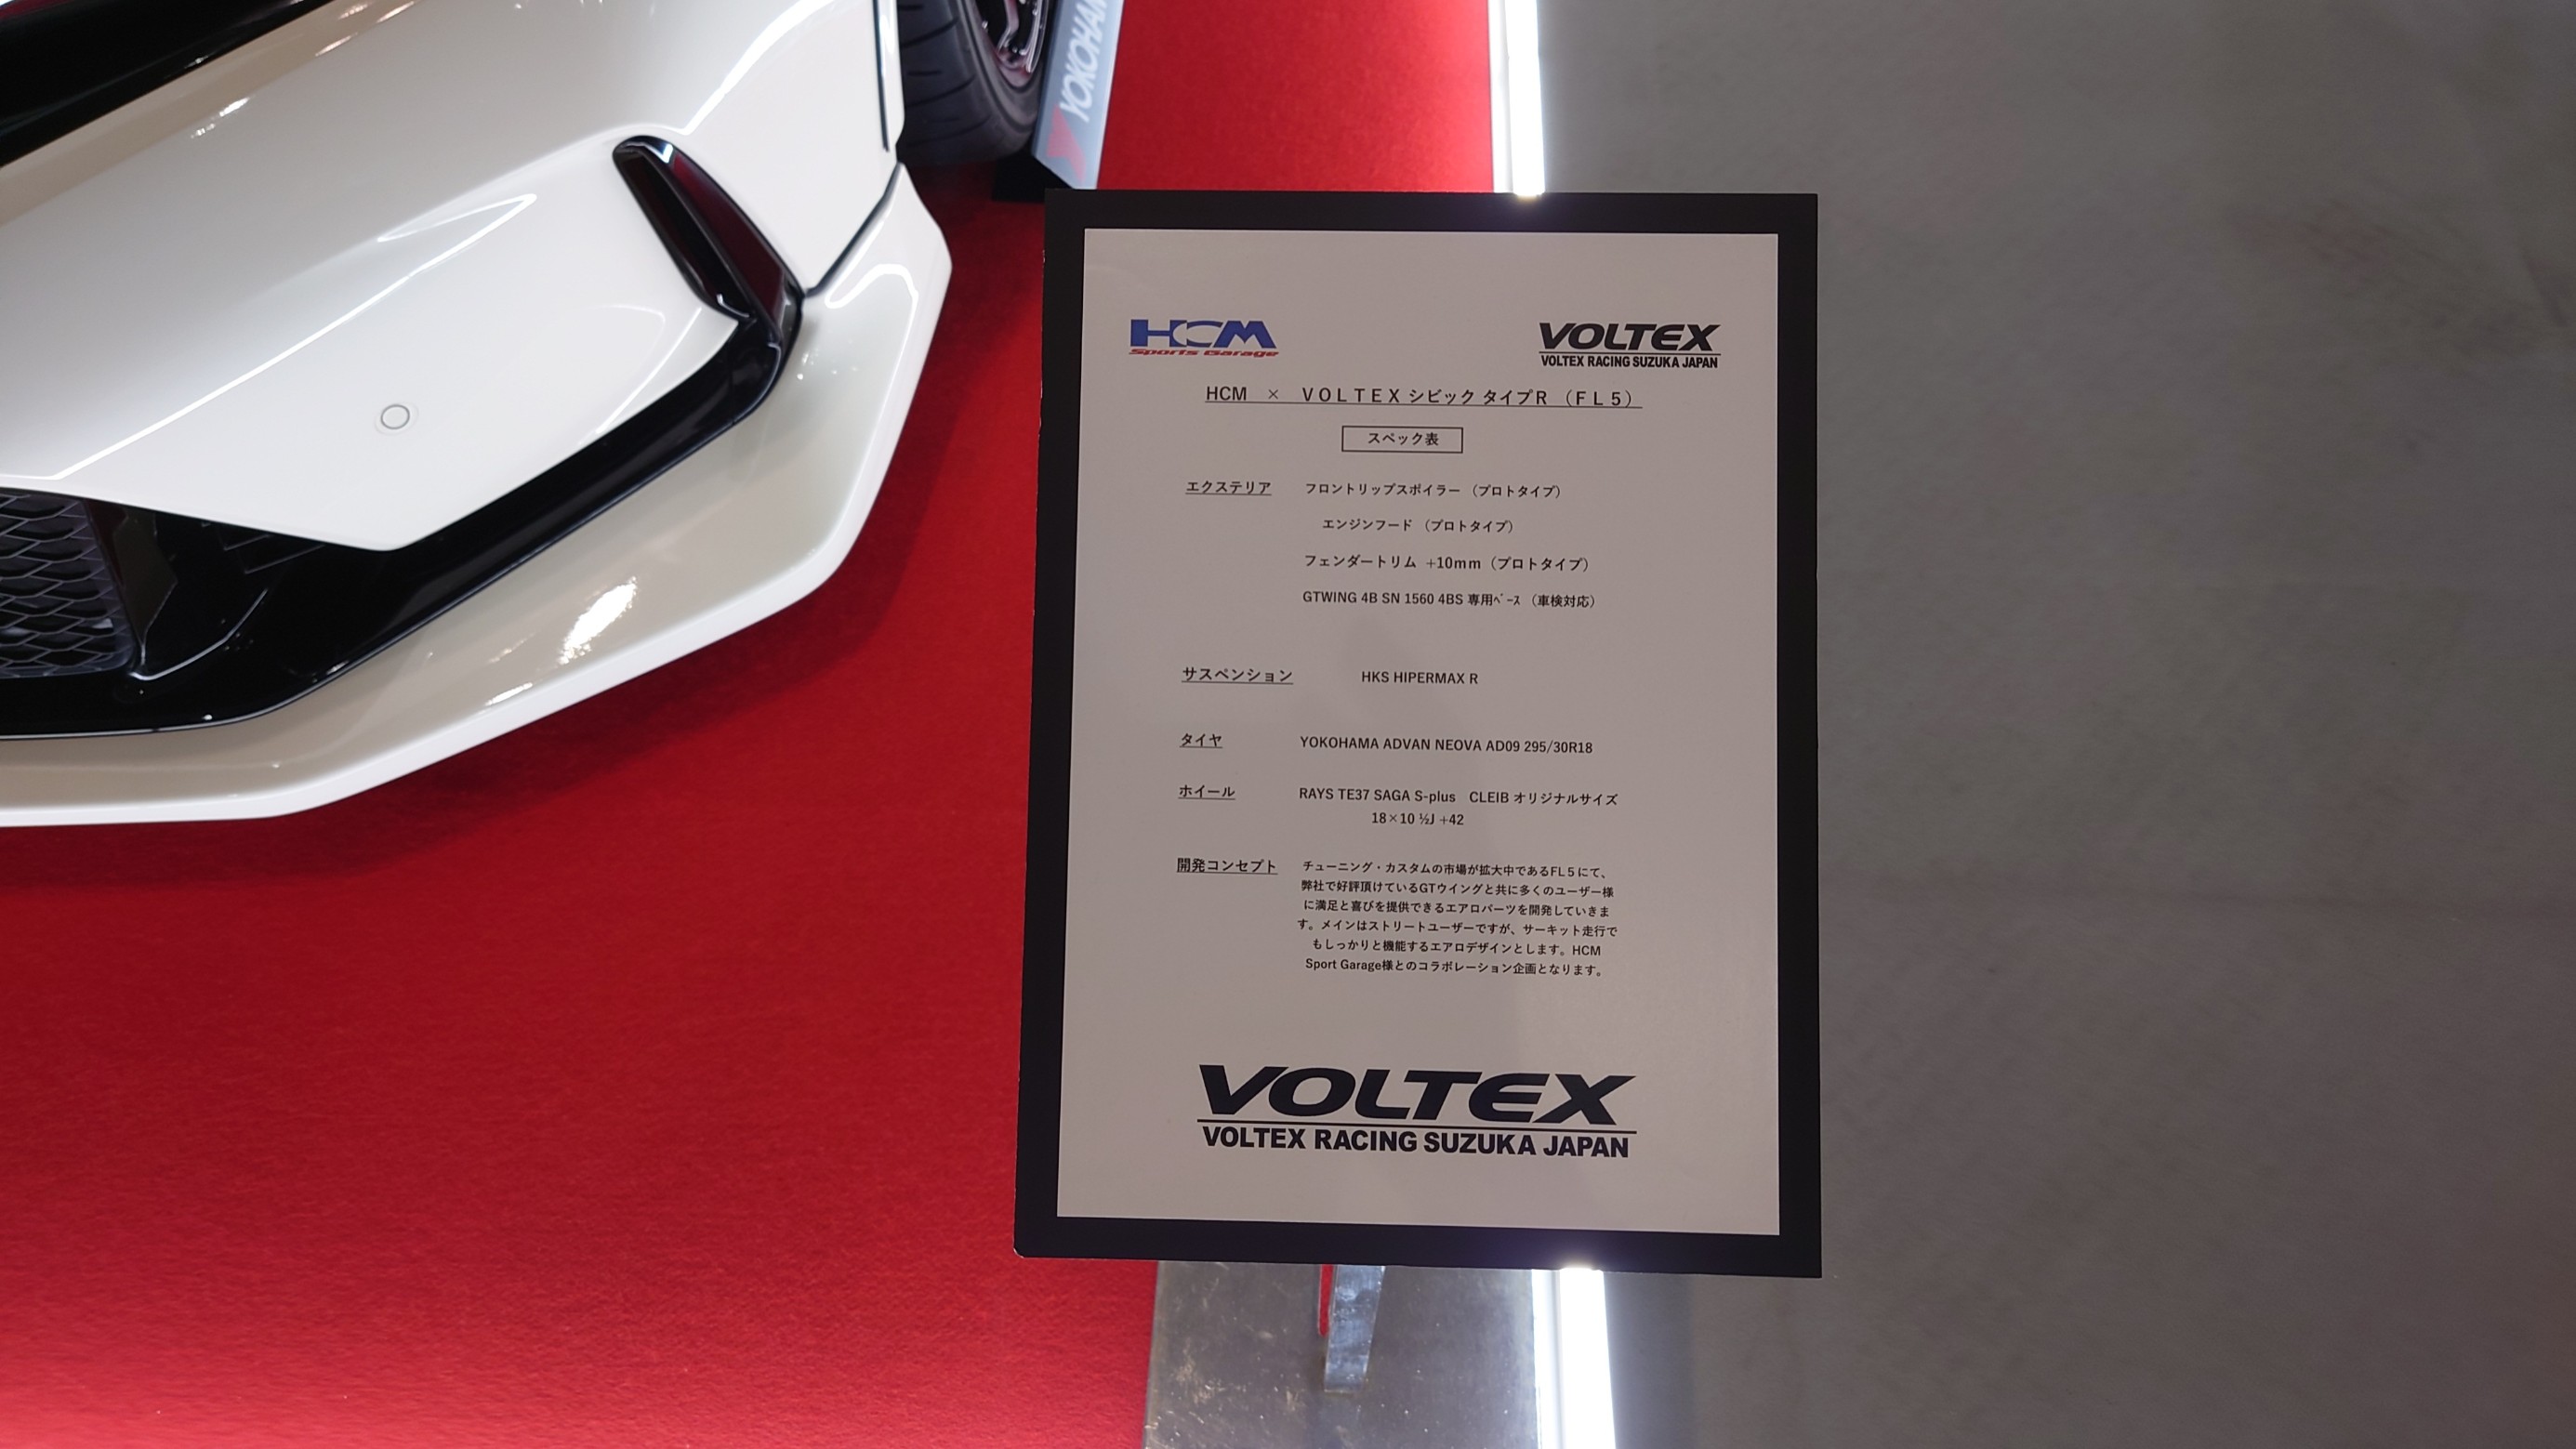 YOKOHAM
HCM
Sports Garage
VOLTEX
VOLTEX RACING SUZUKA JAPAN
HCM × VOLTEX シビック タイプR （FL5）
スペック表
エクステリア フロントリップスポイラー （プロトタイプ）
エンジンフード （プロトタイプ）
フェンダートリム +10mm（プロトタイプ）
GTWING 4B SN 1560 4BS 専用ﾍﾞｰｽ （車検対応）
サスペンション HKS HIPERMAX R
タイヤ YOKOHAMA ADVAN NEOVA AD09 295/30R18
ホイール RAYS TE37 SAGA S-plus CLEIB オリジナルサイズ
18×10 ½J +42
開発コンセプト チューニング・カスタムの市場が拡大中であるFL５にて、
弊社で好評頂けているGTウイングと共に多くのユーザー様
に満足と喜びを提供できるエアロパーツを開発していきま
す。メインはストリートユーザーですが、サーキット走行で
もしっかりと機能するエアロデザインとします。HCM
Sport Garage様とのコラボレーション企画となります。
VOLTEX
VOLTEX RACING SUZUKA JAPAN